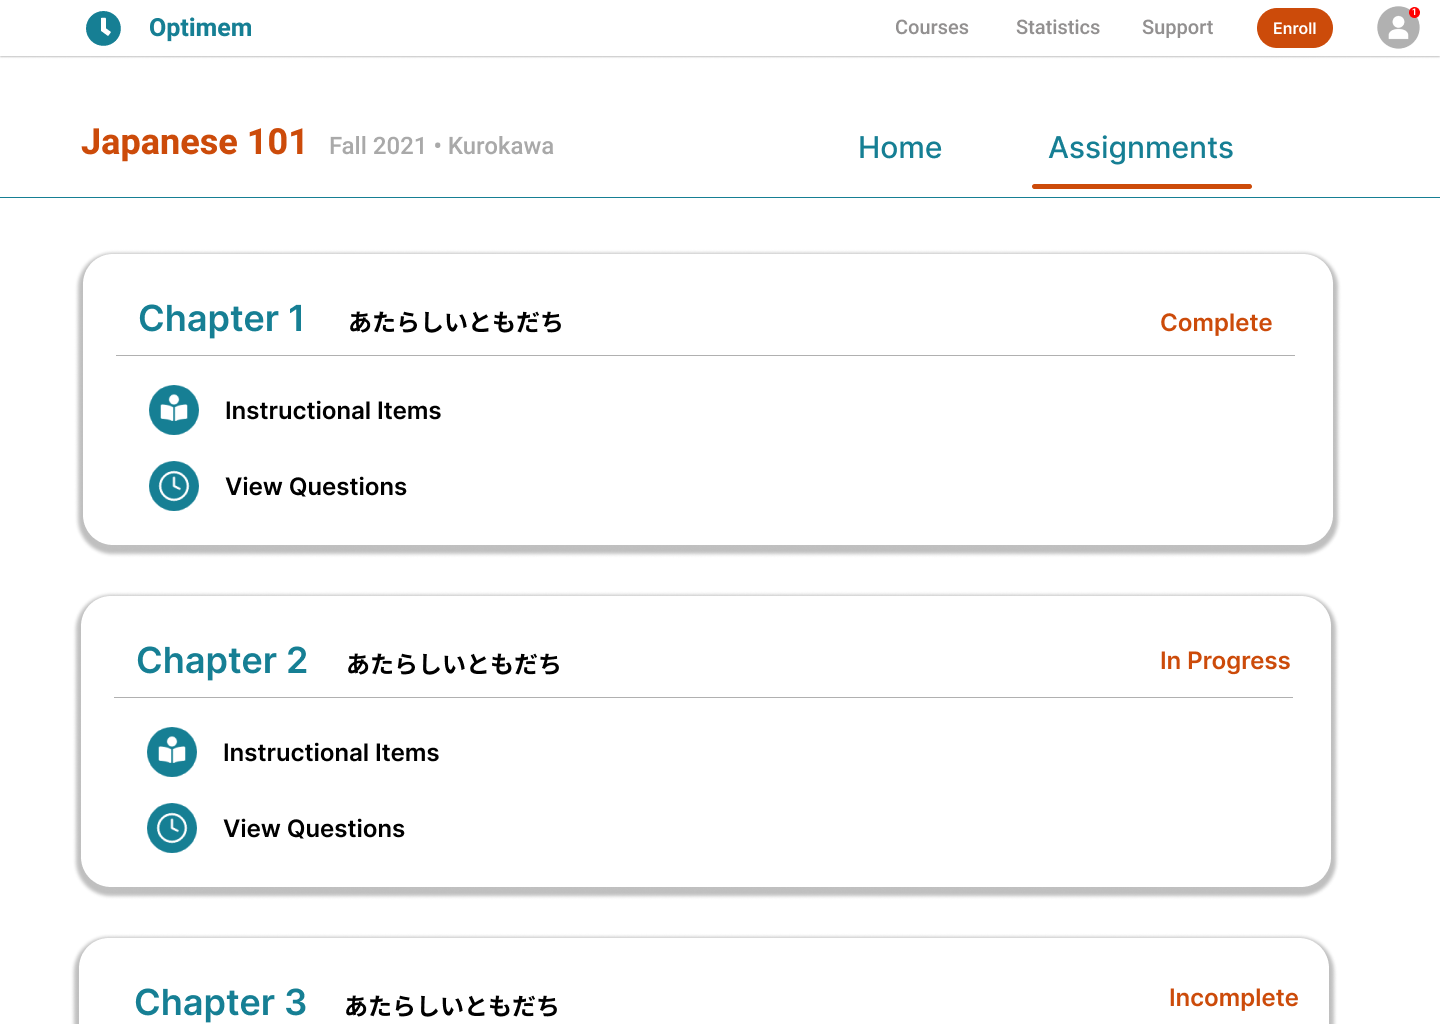 Optimem
Courses Statistics Support Enroll
1
Japanese 101 Fall 2021 • Kurokawa
Home Assignments
Chapter 1 あたらしいともだち Complete
Instructional Items
View Questions
Chapter 2 あたらしいともだち In Progress
Instructional Items
View Questions
Chapter 3 あたらしいともだち Incomplete